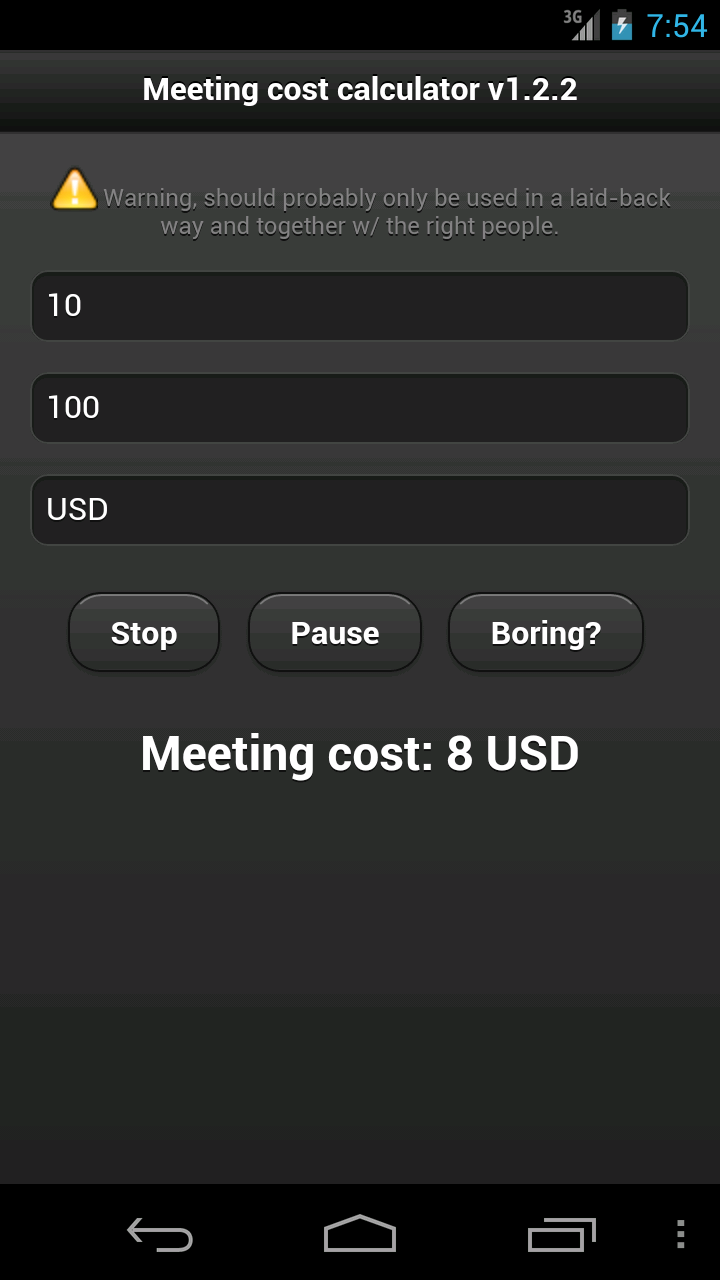 3G
7:54
Meeting cost calculator v1.2.2
Warning, should probably only be used in a laid-back
way and together w/ the right people.
10
100
USD
Stop Pause Boring?
Meeting cost: 8 USD